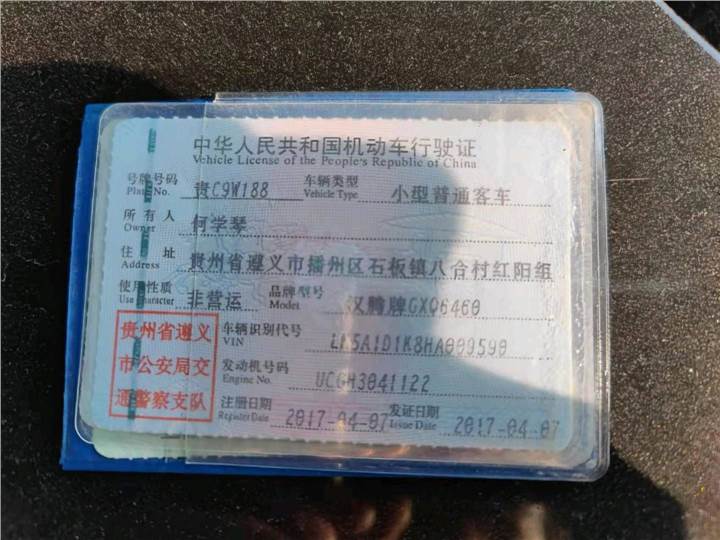 中华人民共和国机动车行驶证
Vehicle License of the People's Republic of China
号牌号码 贵C9W188 车辆类型 小型普通客车
Plate No. Vehicle Type
所有人 何学琴
Owner
住址 贵州省遵义市播州区石板镇八合村红阳组
Address
使用性质 非营运 品牌型号 汉腾牌GXQ6460
Use Character Model
贵州省遵义
市公安局交
通警察支队
车辆识别代号
VIN
发动机号码 UCGH3041122
Engine No.
注册日期 2017-04-07 发证日期 2017-04-07
Register Date Issue Date